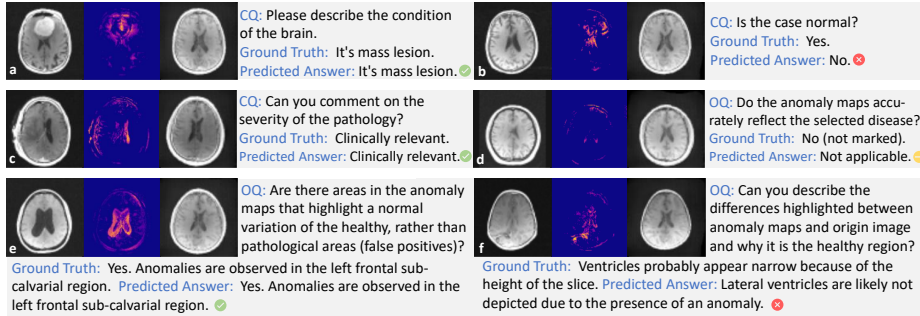 CQ: Please describe the condition
of the brain.
Ground Truth: It's mass lesion.
Predicted Answer: It's mass lesion.
a
CQ: Is the case normal?
Ground Truth: Yes.
Predicted Answer: No.
b
CQ: Can you comment on the
severity of the pathology?
Ground Truth: Clinically relevant.
Predicted Answer: Clinically relevant.
c
OQ: Do the anomaly maps accu-
rately reflect the selected disease?
Ground Truth: No (not marked).
Predicted Answer: Not applicable.
d
OQ: Are there areas in the anomaly
maps that highlight a normal
variation of the healthy, rather than
pathological areas (false positives)?
e
Ground Truth: Yes. Anomalies are observed in the left frontal sub-
calvarial region. Predicted Answer: Yes. Anomalies are observed in the
left frontal sub-calvarial region.
OQ: Can you describe the
differences highlighted between
anomaly maps and origin image
and why it is the healthy region?
f
Ground Truth: Ventricles probably appear narrow because of the
height of the slice. Predicted Answer: Lateral ventricles are likely not
depicted due to the presence of an anomaly.